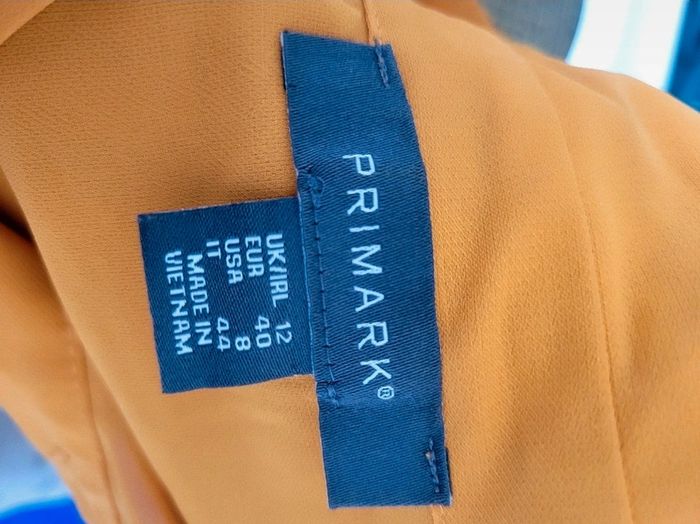 PRIMARK®
UK/IRL 12
EUR 40
USA 8
IT 44
MADE IN
VIETNAM